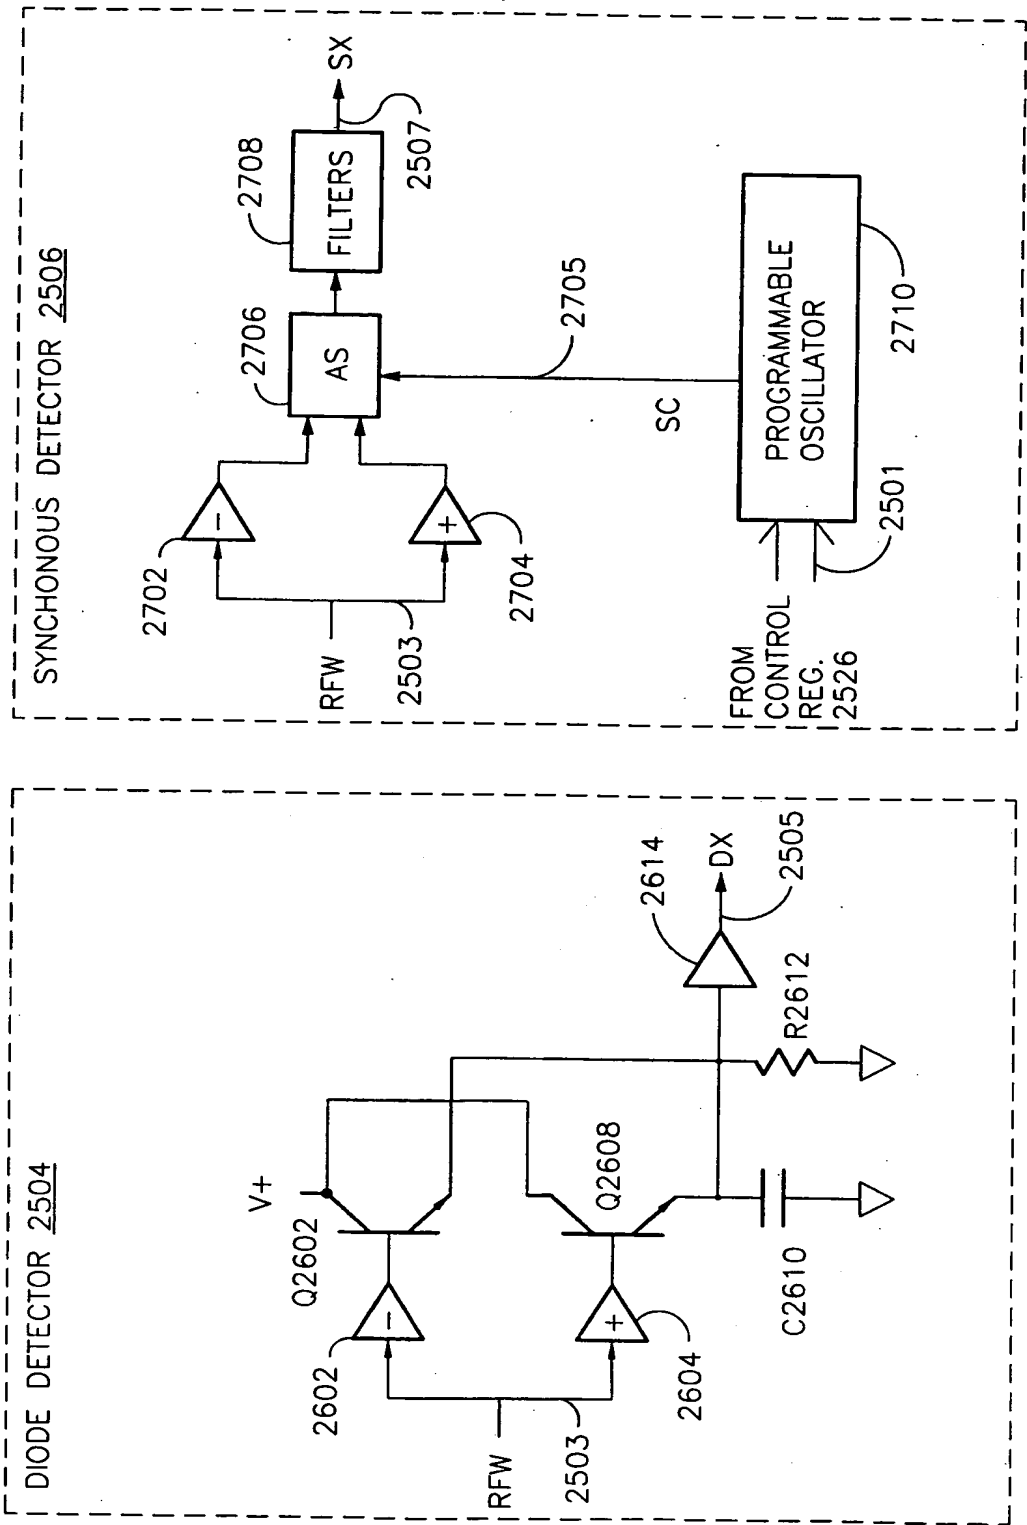 DIODE DETECTOR 2504
V+
Q2602
2602
−
RFW
2503
+
2604
Q2608
C2610
R2612
2614
DX
2505
SYNCHONOUS DETECTOR 2506
2702
−
RFW
2503
+
2704
2706
AS
2708
FILTERS
SX
2507
2705
SC
FROM
CONTROL
REG.
2526
2501
PROGRAMMABLE
OSCILLATOR
2710